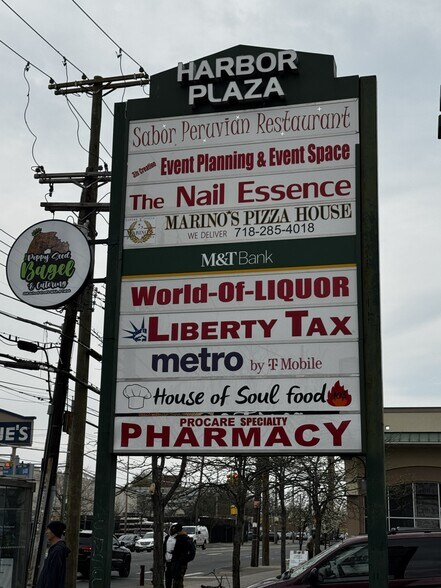 HARBOR
PLAZA
Sabor Peruvian Restaurant
Event Planning & Event Space
The Nail Essence
MARINO'S PIZZA HOUSE
WE DELIVER 718-285-4018
M&T Bank
World-Of-LIQUOR
LIBERTY TAX
metro by T Mobile
House of Soul food
PROCARE SPECIALTY
PHARMACY
Poppy Seed
Bagel
& Catering
UE'S